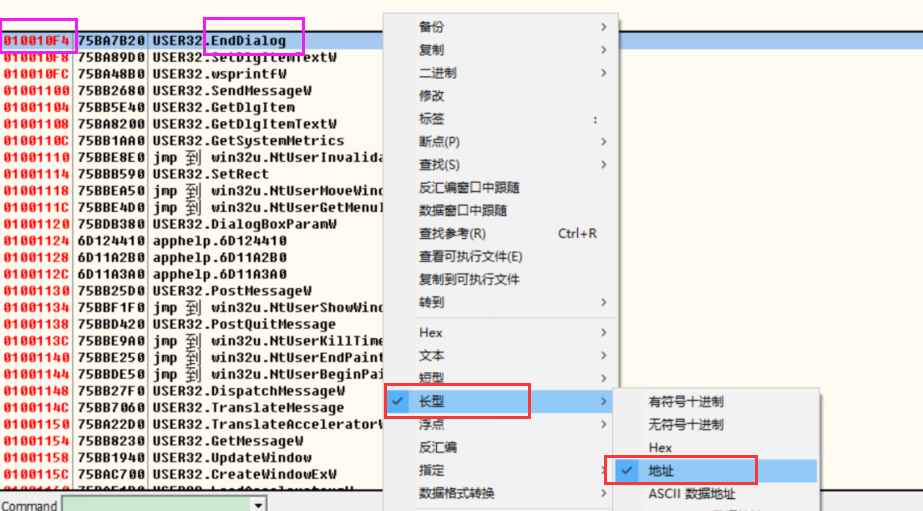 010010F4 75BA7B20 USER32.EndDialog
010010F8 75BA89D0 USER32.SetDlgItemTextW
010010FC 75BA48B0 USER32.wsprintfW
01001100 75BB2680 USER32.SendMessageW
01001104 75BB5E40 USER32.GetDlgItem
01001108 75BA8200 USER32.GetDlgItemTextW
0100110C 75BB1AA0 USER32.GetSystemMetrics
01001110 75BBE8E0 jmp 到 win32u.NtUserInvalida
01001114 75BBB590 USER32.SetRect
01001118 75BBEA50 jmp 到 win32u.NtUserMoveWind
0100111C 75BBE4D0 jmp 到 win32u.NtUserGetMenu
01001120 75BDB380 USER32.DialogBoxParamW
01001124 6D124410 apphelp.6D124410
01001128 6D11A2B0 apphelp.6D11A2B0
0100112C 6D11A3A0 apphelp.6D11A3A0
01001130 75BB25D0 USER32.PostMessageW
01001134 75BBF1F0 jmp 到 win32u.NtUserShowWind
01001138 75BBD420 USER32.PostQuitMessage
0100113C 75BBE9A0 jmp 到 win32u.NtUserKillTime
01001140 75BBE250 jmp 到 win32u.NtUserEndPaint
01001144 75BBDE50 jmp 到 win32u.NtUserBeginPai
01001148 75BB27F0 USER32.DispatchMessageW
0100114C 75BB7060 USER32.TranslateMessage
01001150 75BA22D0 USER32.TranslateAcceleratorW
01001154 75BB8230 USER32.GetMessageW
01001158 75BB1940 USER32.UpdateWindow
0100115C 75BAC700 USER32.CreateWindowExW
Command
备份
复制
二进制
修改
标签 :
断点(P)
查找(S)
反汇编窗口中跟随
数据窗口中跟随
查找参考(R) Ctrl+R
查看可执行文件(E)
复制到可执行文件
转到
Hex
文本
短型
长型
浮点
反汇编
指定
数据格式转换
有符号十进制
无符号十进制
Hex
地址
ASCII 数据地址